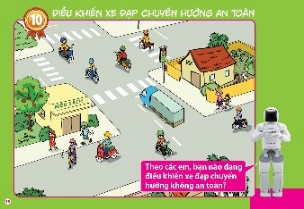 10
ĐIỀU KHIỂN XE ĐẠP CHUYỂN HƯỚNG AN TOÀN
Theo các em, bạn nào đang
điều khiển xe đạp chuyển
hướng không an toàn?